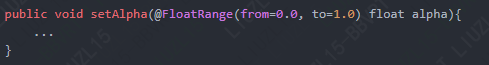 public void setAlpha(@FloatRange(from=0.0, to=1.0) float alpha){
    ...
}